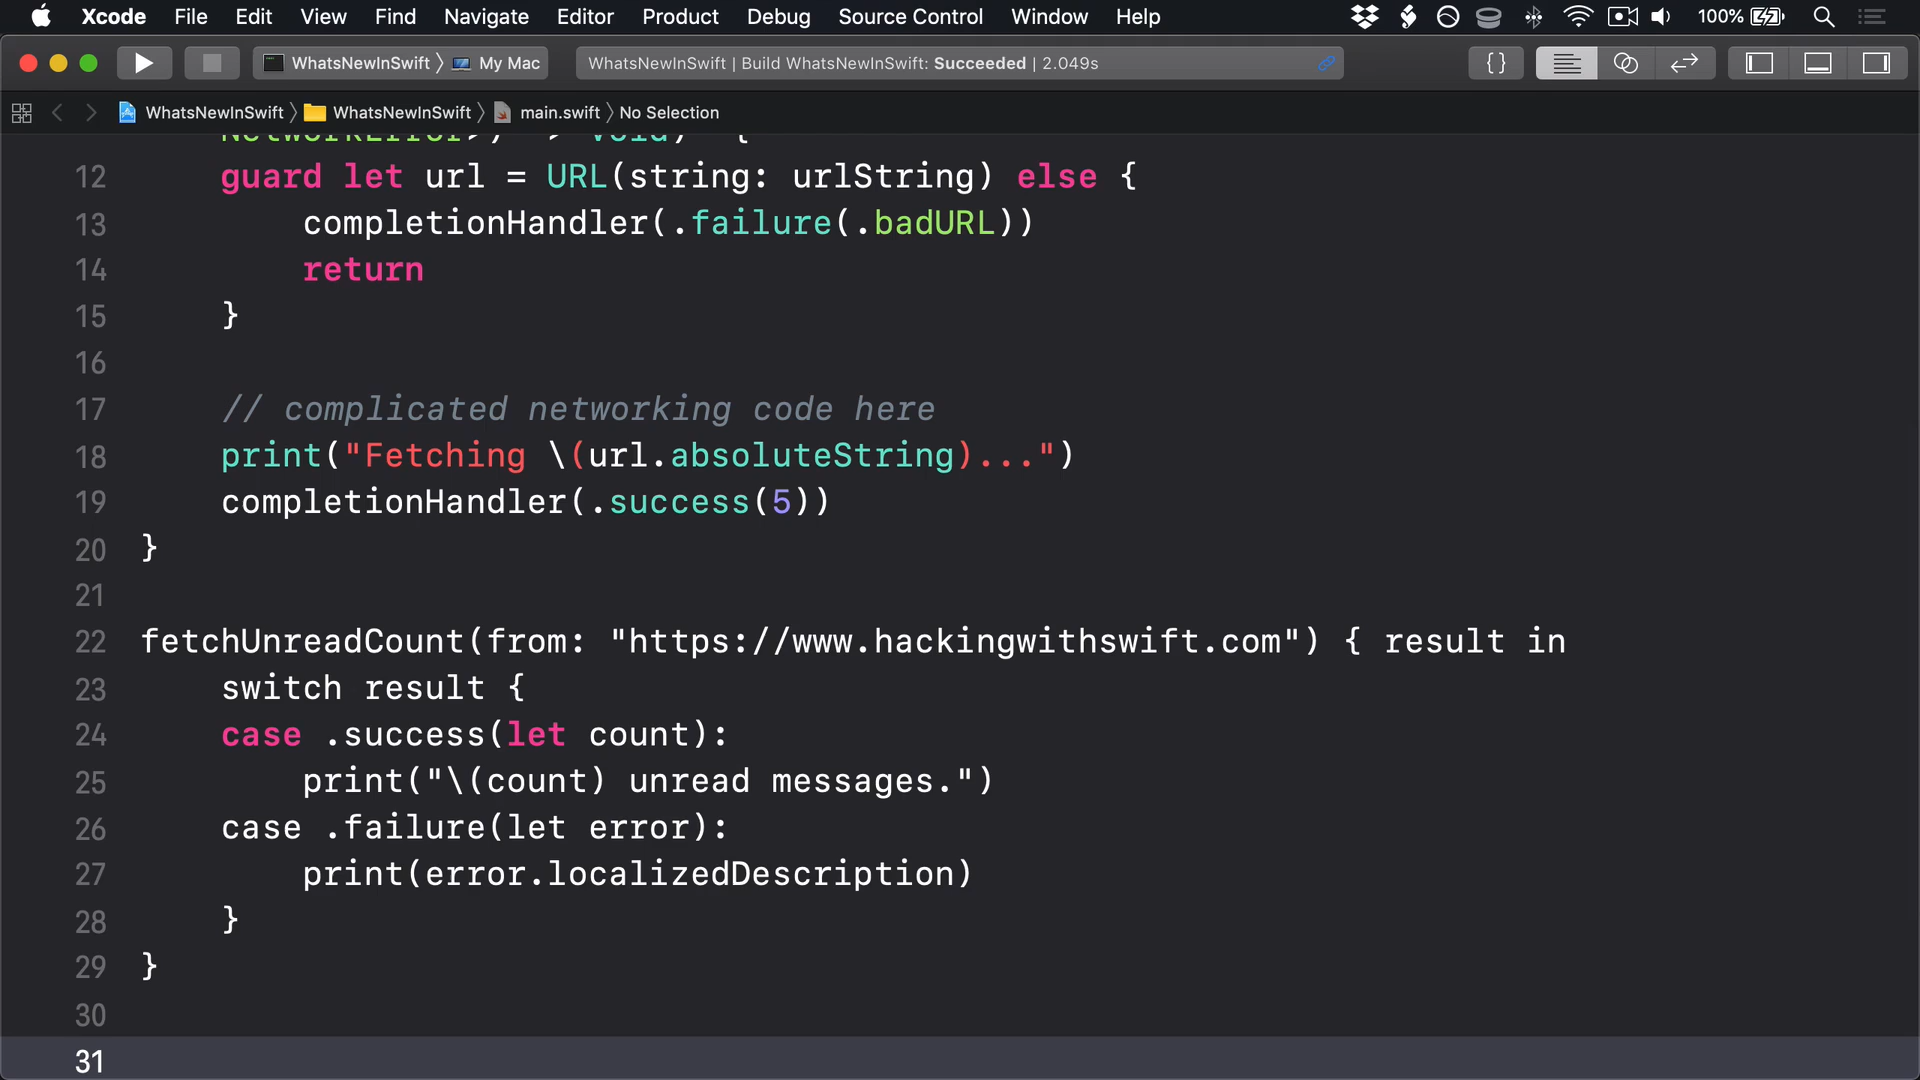 Xcode File Edit View Find Navigate Editor Product Debug Source Control Window Help 100%
WhatsNewInSwift My Mac WhatsNewInSwift | Build WhatsNewInSwift: Succeeded | 2.049s {}
WhatsNewInSwift WhatsNewInSwift main.swift No Selection
NetworkError>) -> Void) {
12 guard let url = URL(string: urlString) else {
13 completionHandler(.failure(.badURL))
14 return
15 }
16
17 // complicated networking code here
18 print("Fetching \(url.absoluteString)...")
19 completionHandler(.success(5))
20 }
21
22 fetchUnreadCount(from: "https://www.hackingwithswift.com") { result in
23 switch result {
24 case .success(let count):
25 print("\(count) unread messages.")
26 case .failure(let error):
27 print(error.localizedDescription)
28 }
29 }
30
31